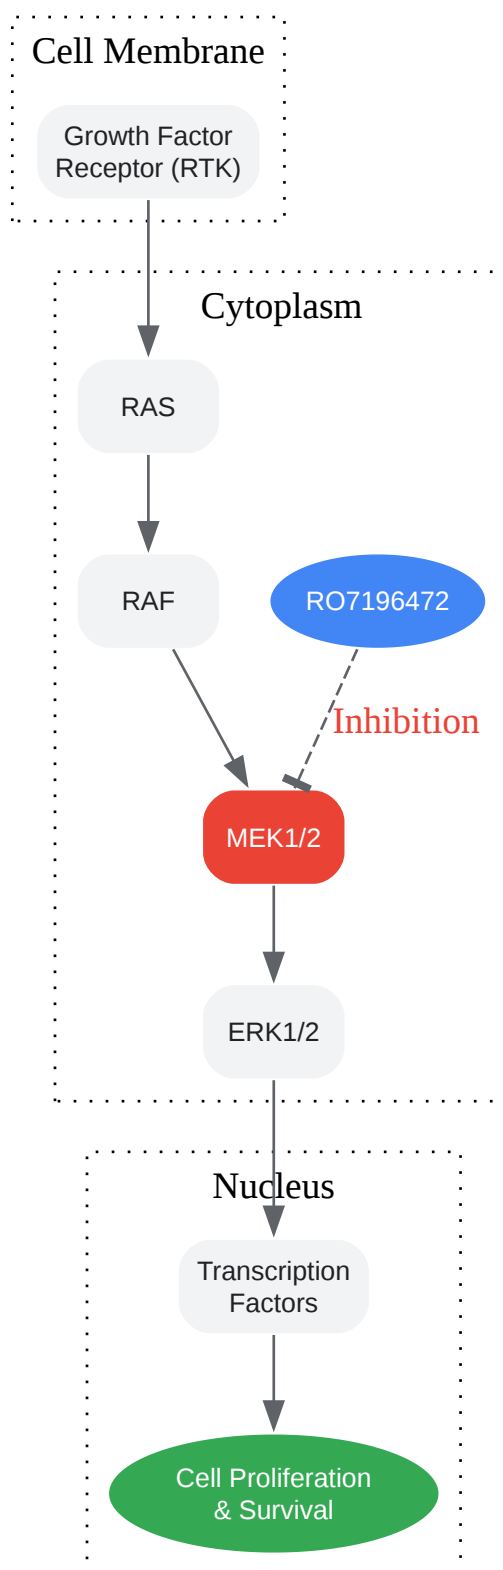 Cell Membrane
Growth Factor
Receptor (RTK)
Cytoplasm
RAS
RAF
RO7196472
Inhibition
MEK1/2
ERK1/2
Nucleus
Transcription
Factors
Cell Proliferation
& Survival